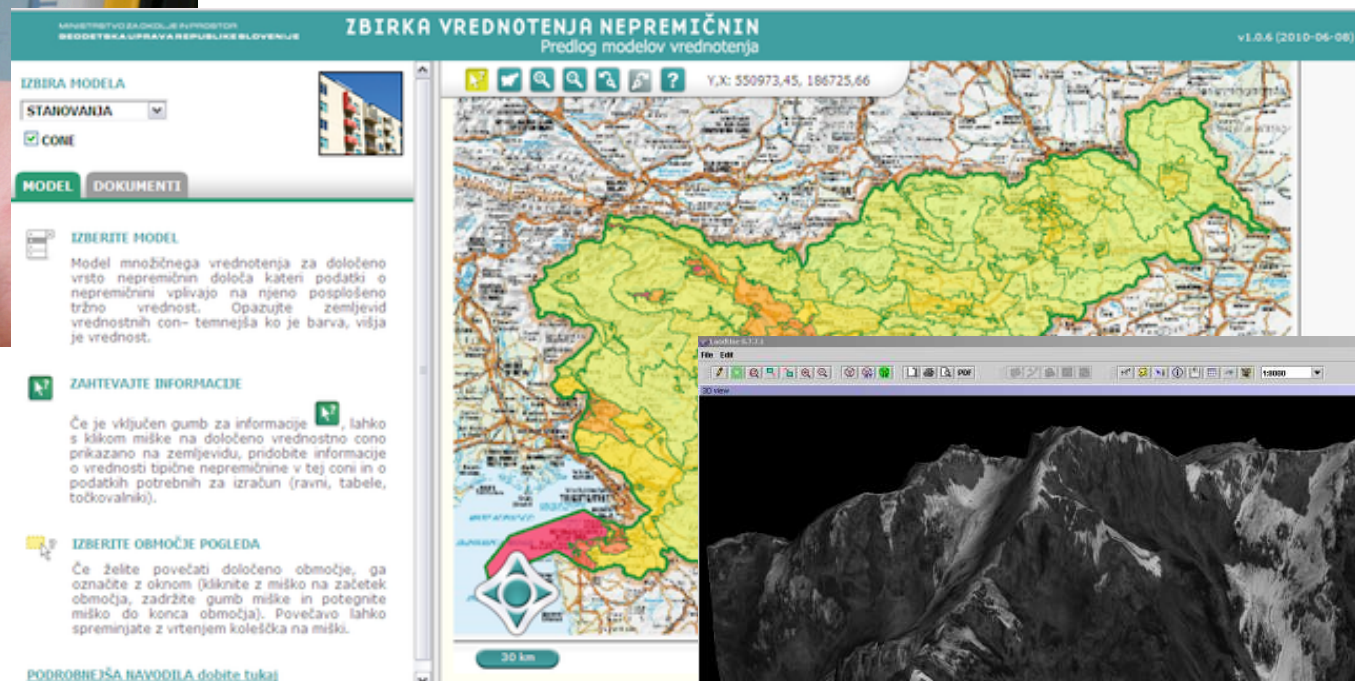 MINISTRSTVO ZA OKOLJE IN PROSTOR
GEODETSKA UPRAVA REPUBLIKE SLOVENIJE
ZBIRKA VREDNOTENJA NEPREMIČNIN
Predlog modelov vrednotenja
v1.0.6 (2010-06-08)
IZBIRA MODELA
STANOVANJA
CONE
Y,X: 550973,45, 186725,66
MODEL DOKUMENTI
IZBERITE MODEL
Model množičnega vrednotenja za določeno
vrsto nepremičnin določa kateri podatki o
nepremičnini vplivajo na njeno posplošeno
tržno vrednost. Opazujte zemljevid
vrednostnih con– temnejša ko je barva, višja
je vrednost.
ZAHTEVAJTE INFORMACIJE
Če je vključen gumb za informacije , lahko
s klikom miške na določeno vrednostno cono
prikazano na zemljevidu, pridobite informacije
o vrednosti tipične nepremičnine v tej coni in o
podatkih potrebnih za izračun (ravni, tabele,
točkovalniki).
IZBERITE OBMOČJE POGLEDA
Če želite povečati določeno območje, ga
označite z oknom (kliknite z miško na začetek
območja, zadržite gumb miške in potegnite
miško do konca območja). Povečavo lahko
spreminjate z vrtenjem koleščka na miški.
PODROBNEJŠA NAVODILA dobite tukaj
30 km
File Edit
PDF
1:8000
3D view